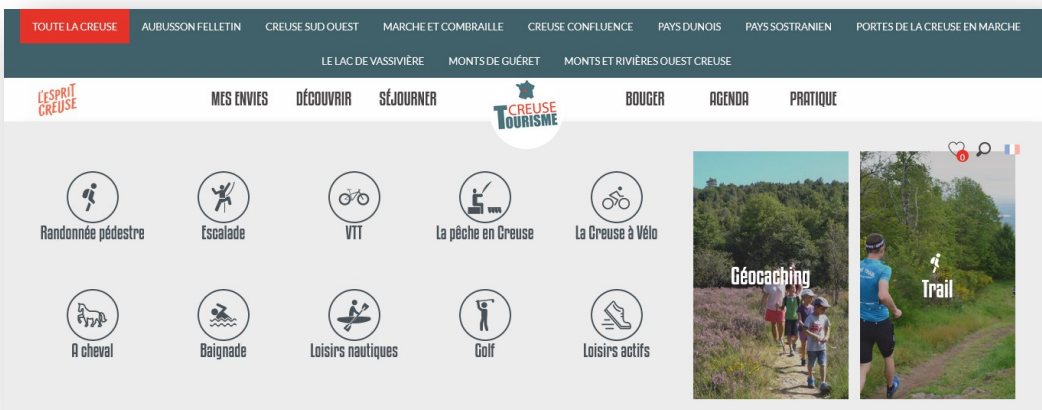 TOUTE LA CREUSE AUBUSSON FELLETIN CREUSE SUD OUEST MARCHE ET COMBRAILLE CREUSE CONFLUENCE PAYS DUNOIS PAYS SOSTRANIEN PORTES DE LA CREUSE EN MARCHE
LE LAC DE VASSIVIÈRE MONTS DE GUÉRET MONTS ET RIVIÈRES OUEST CREUSE
L'ESPRIT
CREUSE
MES ENVIES DÉCOUVRIR SÉJOURNER
CREUSE
TOURISME
BOUGER AGENDA PRATIQUE
0
Randonnée pédestre Escalade VTT La pêche en Creuse La Creuse à Vélo
Géocaching Trail
A cheval Baignade Loisirs nautiques Golf Loisirs actifs